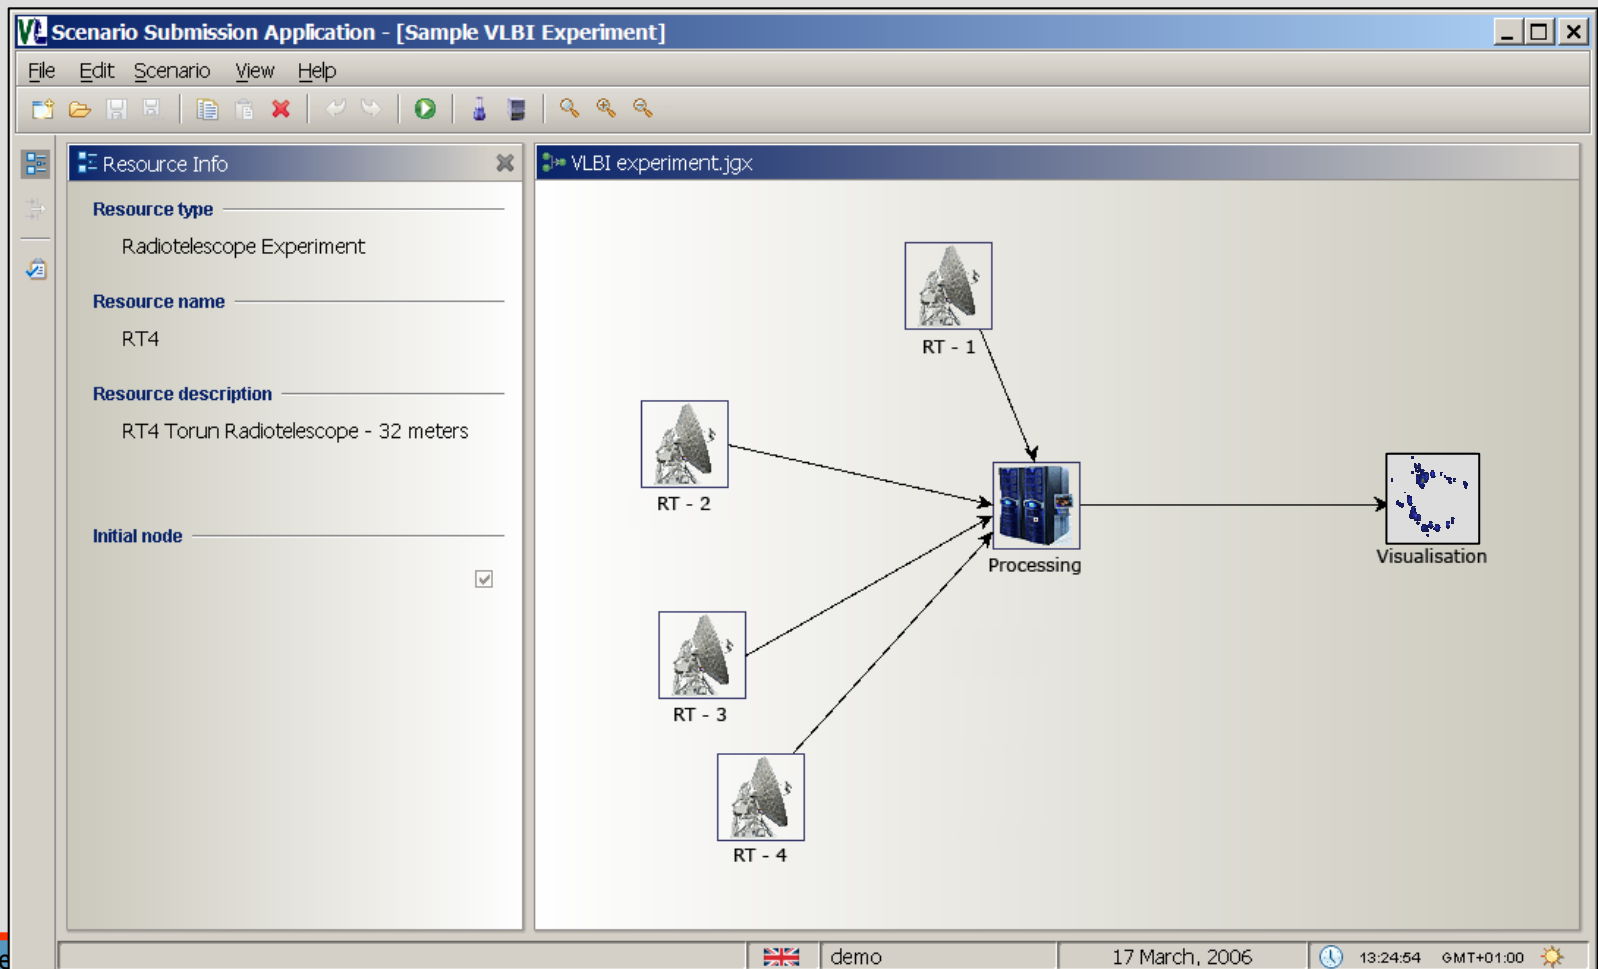 Scenario Submission Application - [Sample VLBI Experiment]
File Edit Scenario View Help
Resource Info
Resource type
Radiotelescope Experiment
Resource name
RT4
Resource description
RT4 Torun Radiotelescope - 32 meters
Initial node
VLBI experiment.jgx
RT - 1
RT - 2
Processing
Visualisation
RT - 3
RT - 4
demo
17 March, 2006
13:24:54 GMT+01:00